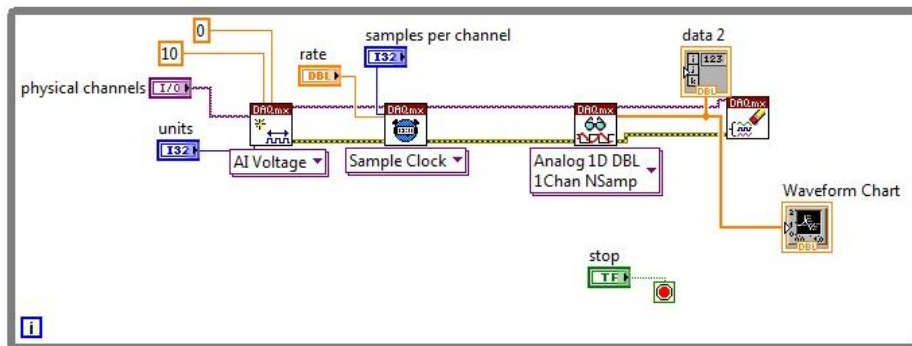 0
10
samples per channel
I32
data 2
rate
DBL
i 123
j
k
DBL
physical channels
I/O
DAQmx
DAQmx
DAQmx
DAQmx
units
I32
AI Voltage
Sample Clock
Analog 1D DBL
1Chan NSamp
Waveform Chart
DBL
stop
TF
i